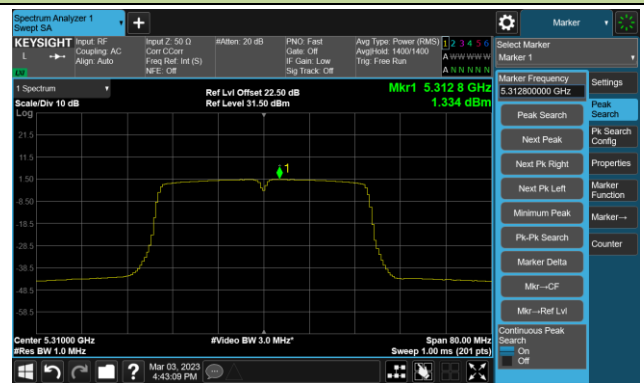 Spectrum Analyzer 1
Swept SA
+
Marker
KEYSIGHT
L
LV
Input: RF
Coupling: AC
Align: Auto
Input Z: 50 Ω
Corr CCorr
Freq Ref: Int (S)
NFE: Off
#Atten: 20 dB
PNO: Fast
Gate: Off
IF Gain: Low
Sig Track: Off
Avg Type: Power (RMS)
Avg|Hold: 1400/1400
Trig: Free Run
1 2 3 4 5 6
A W W W W W
A N N N N N
Select Marker
Marker 1
1 Spectrum
Scale/Div 10 dB
Log
Ref Lvl Offset 22.50 dB
Ref Level 31.50 dBm
Mkr1 5.312 8 GHz
1.334 dBm
Marker Frequency
5.312800000 GHz
Settings
Peak Search
Next Peak
Next Pk Right
Next Pk Left
Minimum Peak
Pk-Pk Search
Marker Delta
Mkr→CF
Mkr→Ref Lvl
Continuous Peak
Search
On
Off
Peak
Search
Pk Search
Config
Properties
Marker
Function
Marker→
Counter
21.5
11.5
1.50
-8.50
-18.5
-28.5
-38.5
-48.5
-58.5
1
Center 5.31000 GHz
#Res BW 1.0 MHz
#Video BW 3.0 MHz*
Span 80.00 MHz
Sweep 1.00 ms (201 pts)
?
Mar 03, 2023
4:43:09 PM